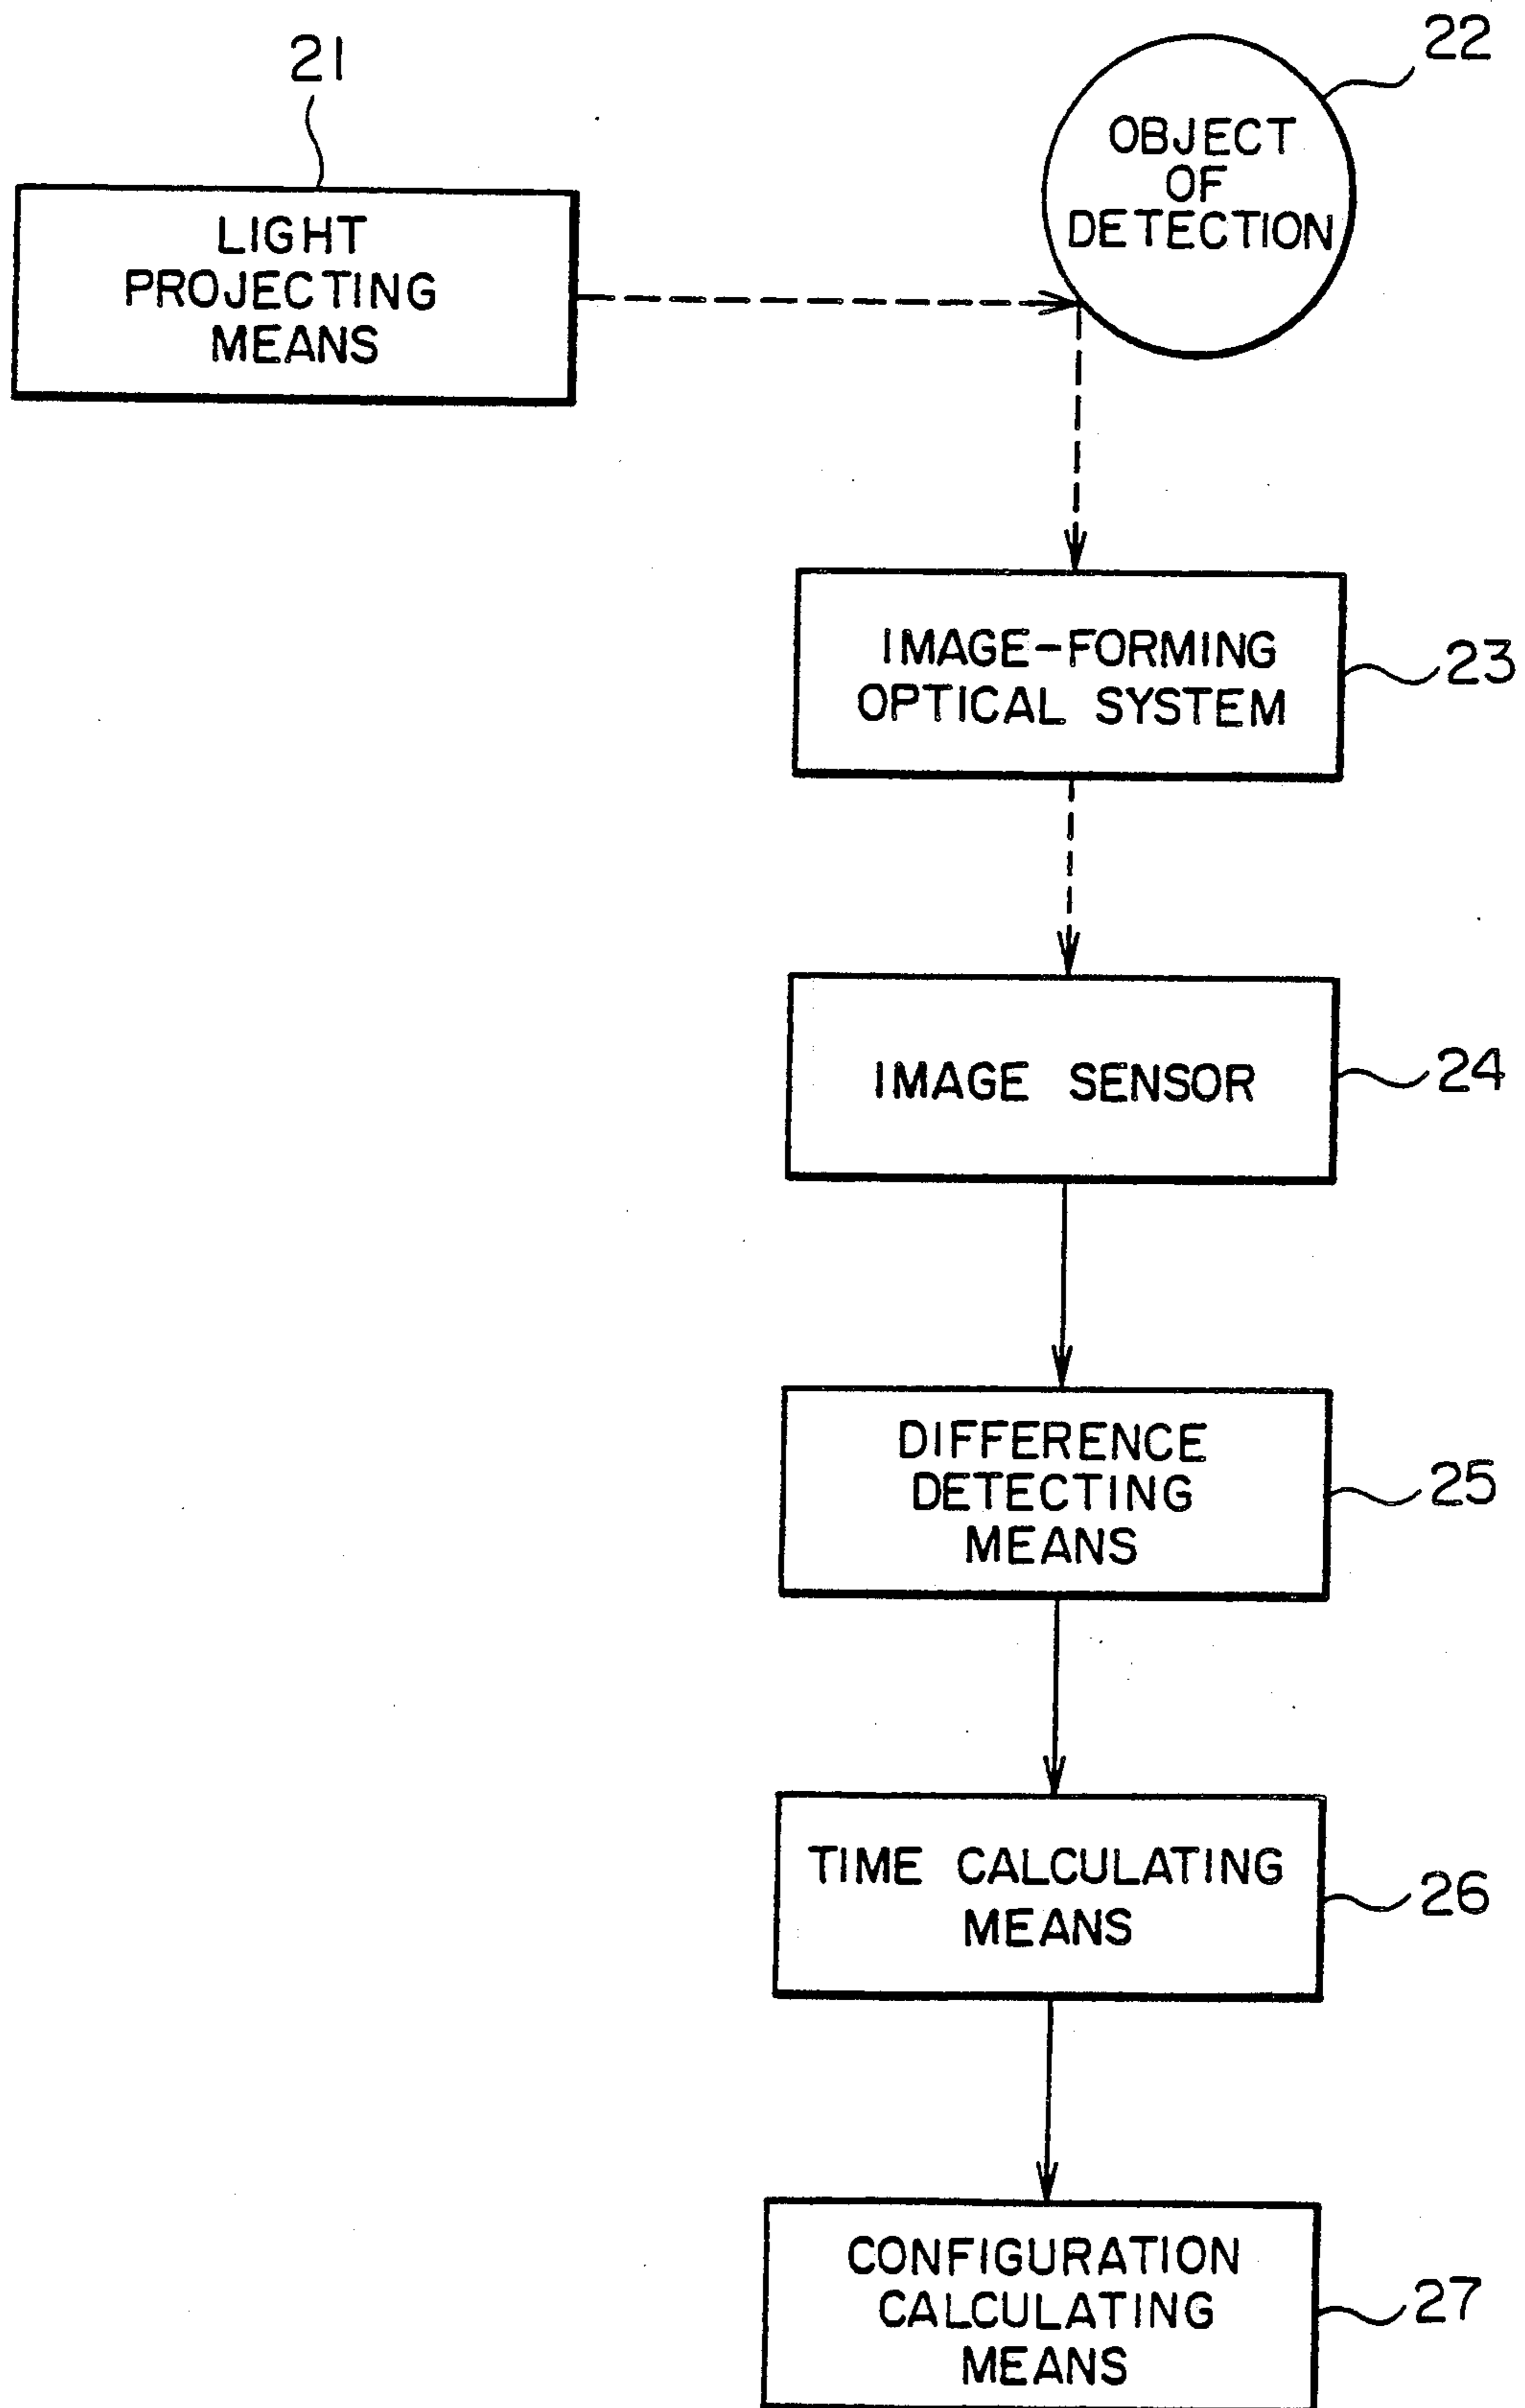 21
22
OBJECT
OF
DETECTION
LIGHT
PROJECTING
MEANS
IMAGE-FORMING
OPTICAL SYSTEM
23
IMAGE SENSOR
24
DIFFERENCE
DETECTING
MEANS
25
TIME CALCULATING
MEANS
26
CONFIGURATION
CALCULATING
MEANS
27